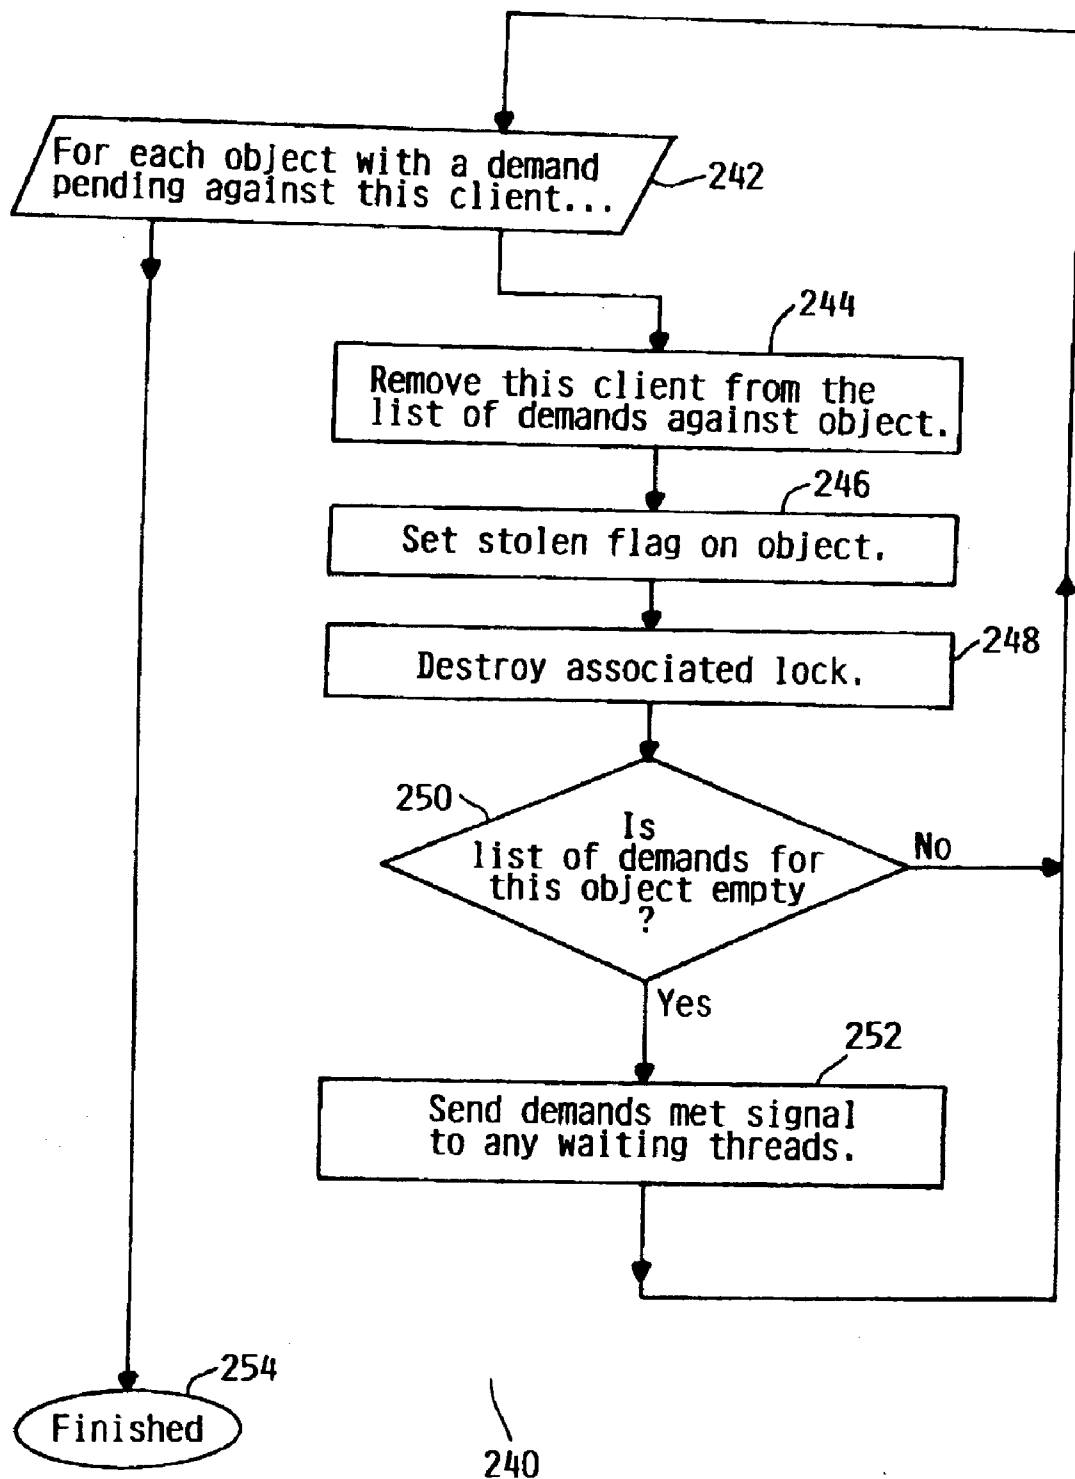 For each object with a demand
pending against this client...
242
244
Remove this client from the
list of demands against object.
246
Set stolen flag on object.
248
Destroy associated lock.
250
Is
list of demands for
this object empty
?
No
Yes
252
Send demands met signal
to any waiting threads.
254
Finished
240